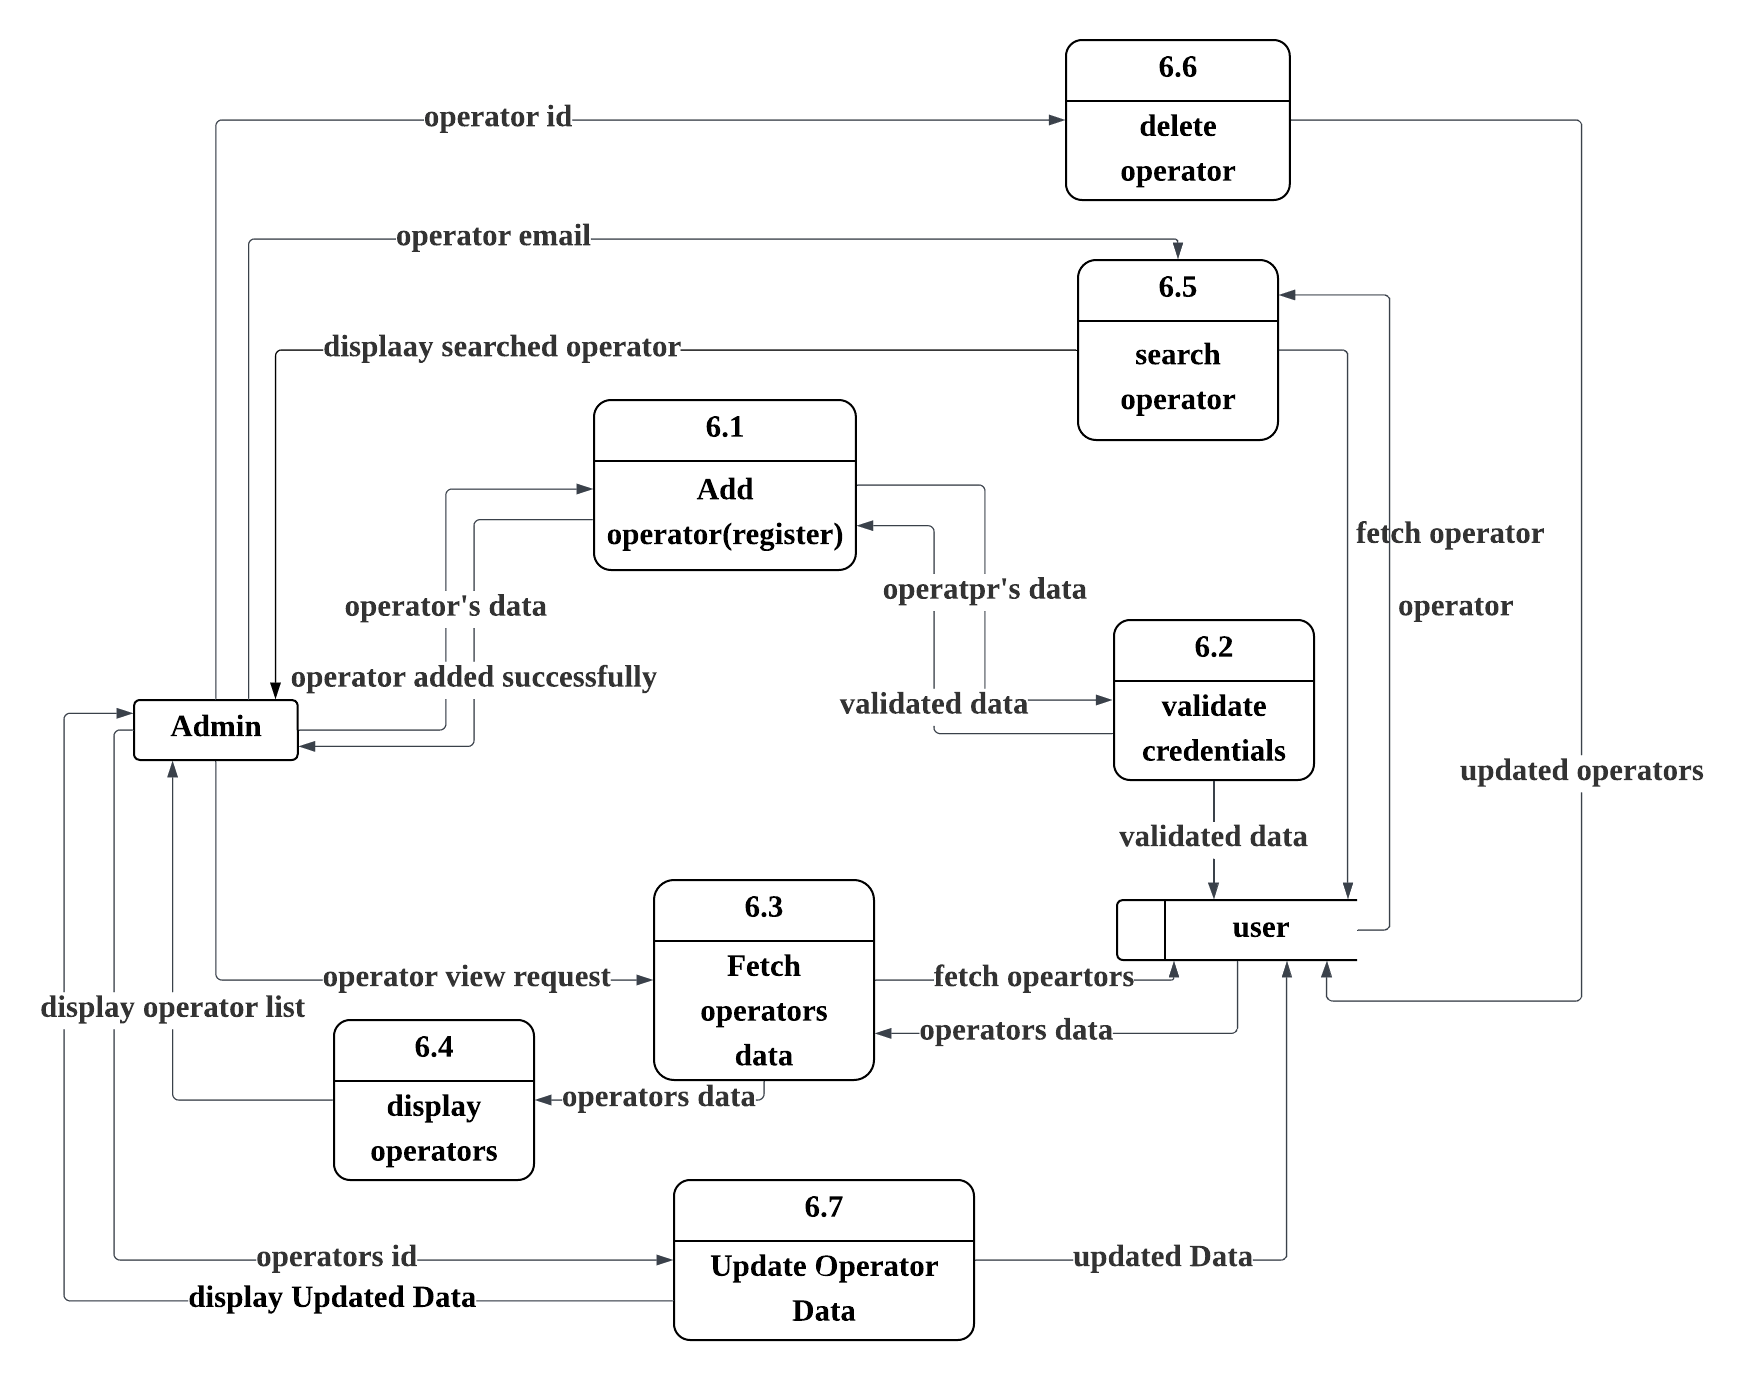 6.6
operator id
delete
operator
operator email
6.5
displaay searched operator
search
operator
6.1
Add
operator(register)
fetch operator
operatpr's data
operator's data
operator
6.2
operator added successfully
validated data
validate
credentials
Admin
updated operators
validated data
6.3
user
Fetch
operators
data
operator view request
fetch opeartors
display operator list
operators data
6.4
display
operators
operators data
6.7
Update Operator
Data
operators id
updated Data
display Updated Data